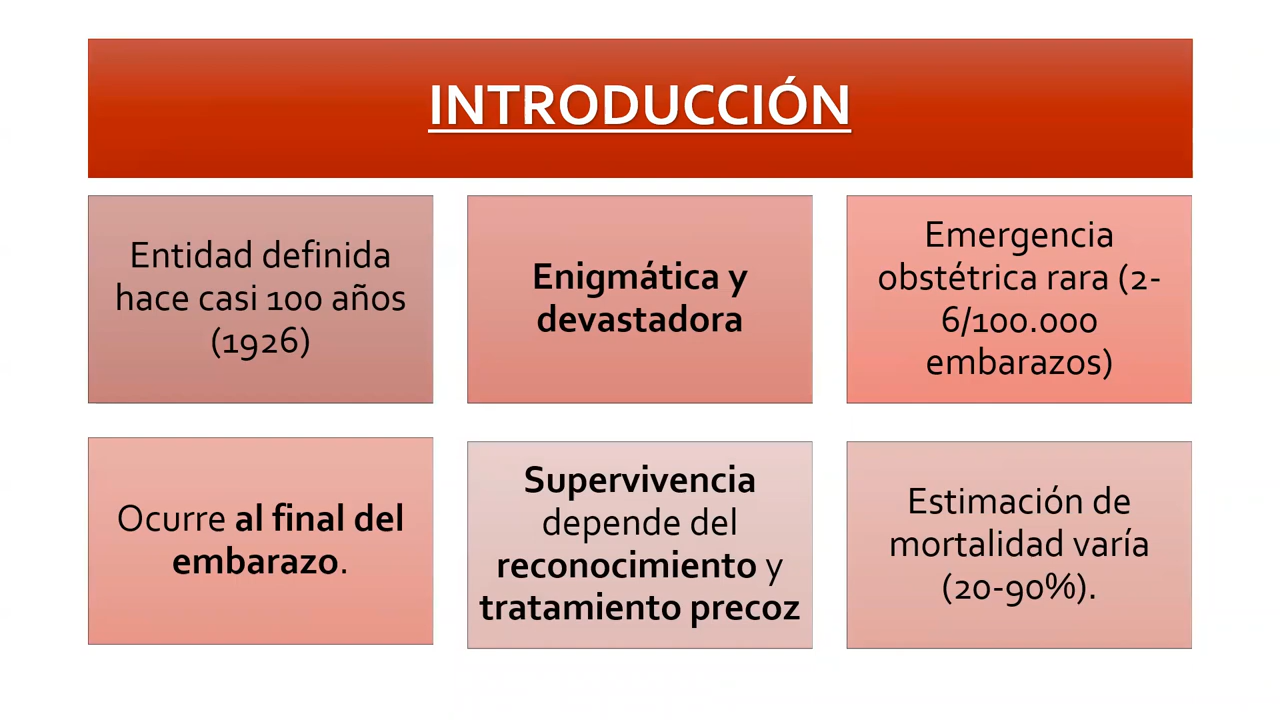 INTRODUCCIÓN
Entidad definida
hace casi 100 años
(1926)
Enigmática y
devastadora
Emergencia
obstétrica rara (2-
6/100.000
embarazos)
Ocurre al final del
embarazo.
Supervivencia
depende del
reconocimiento y
tratamiento precoz
Estimación de
mortalidad varía
(20-90%).